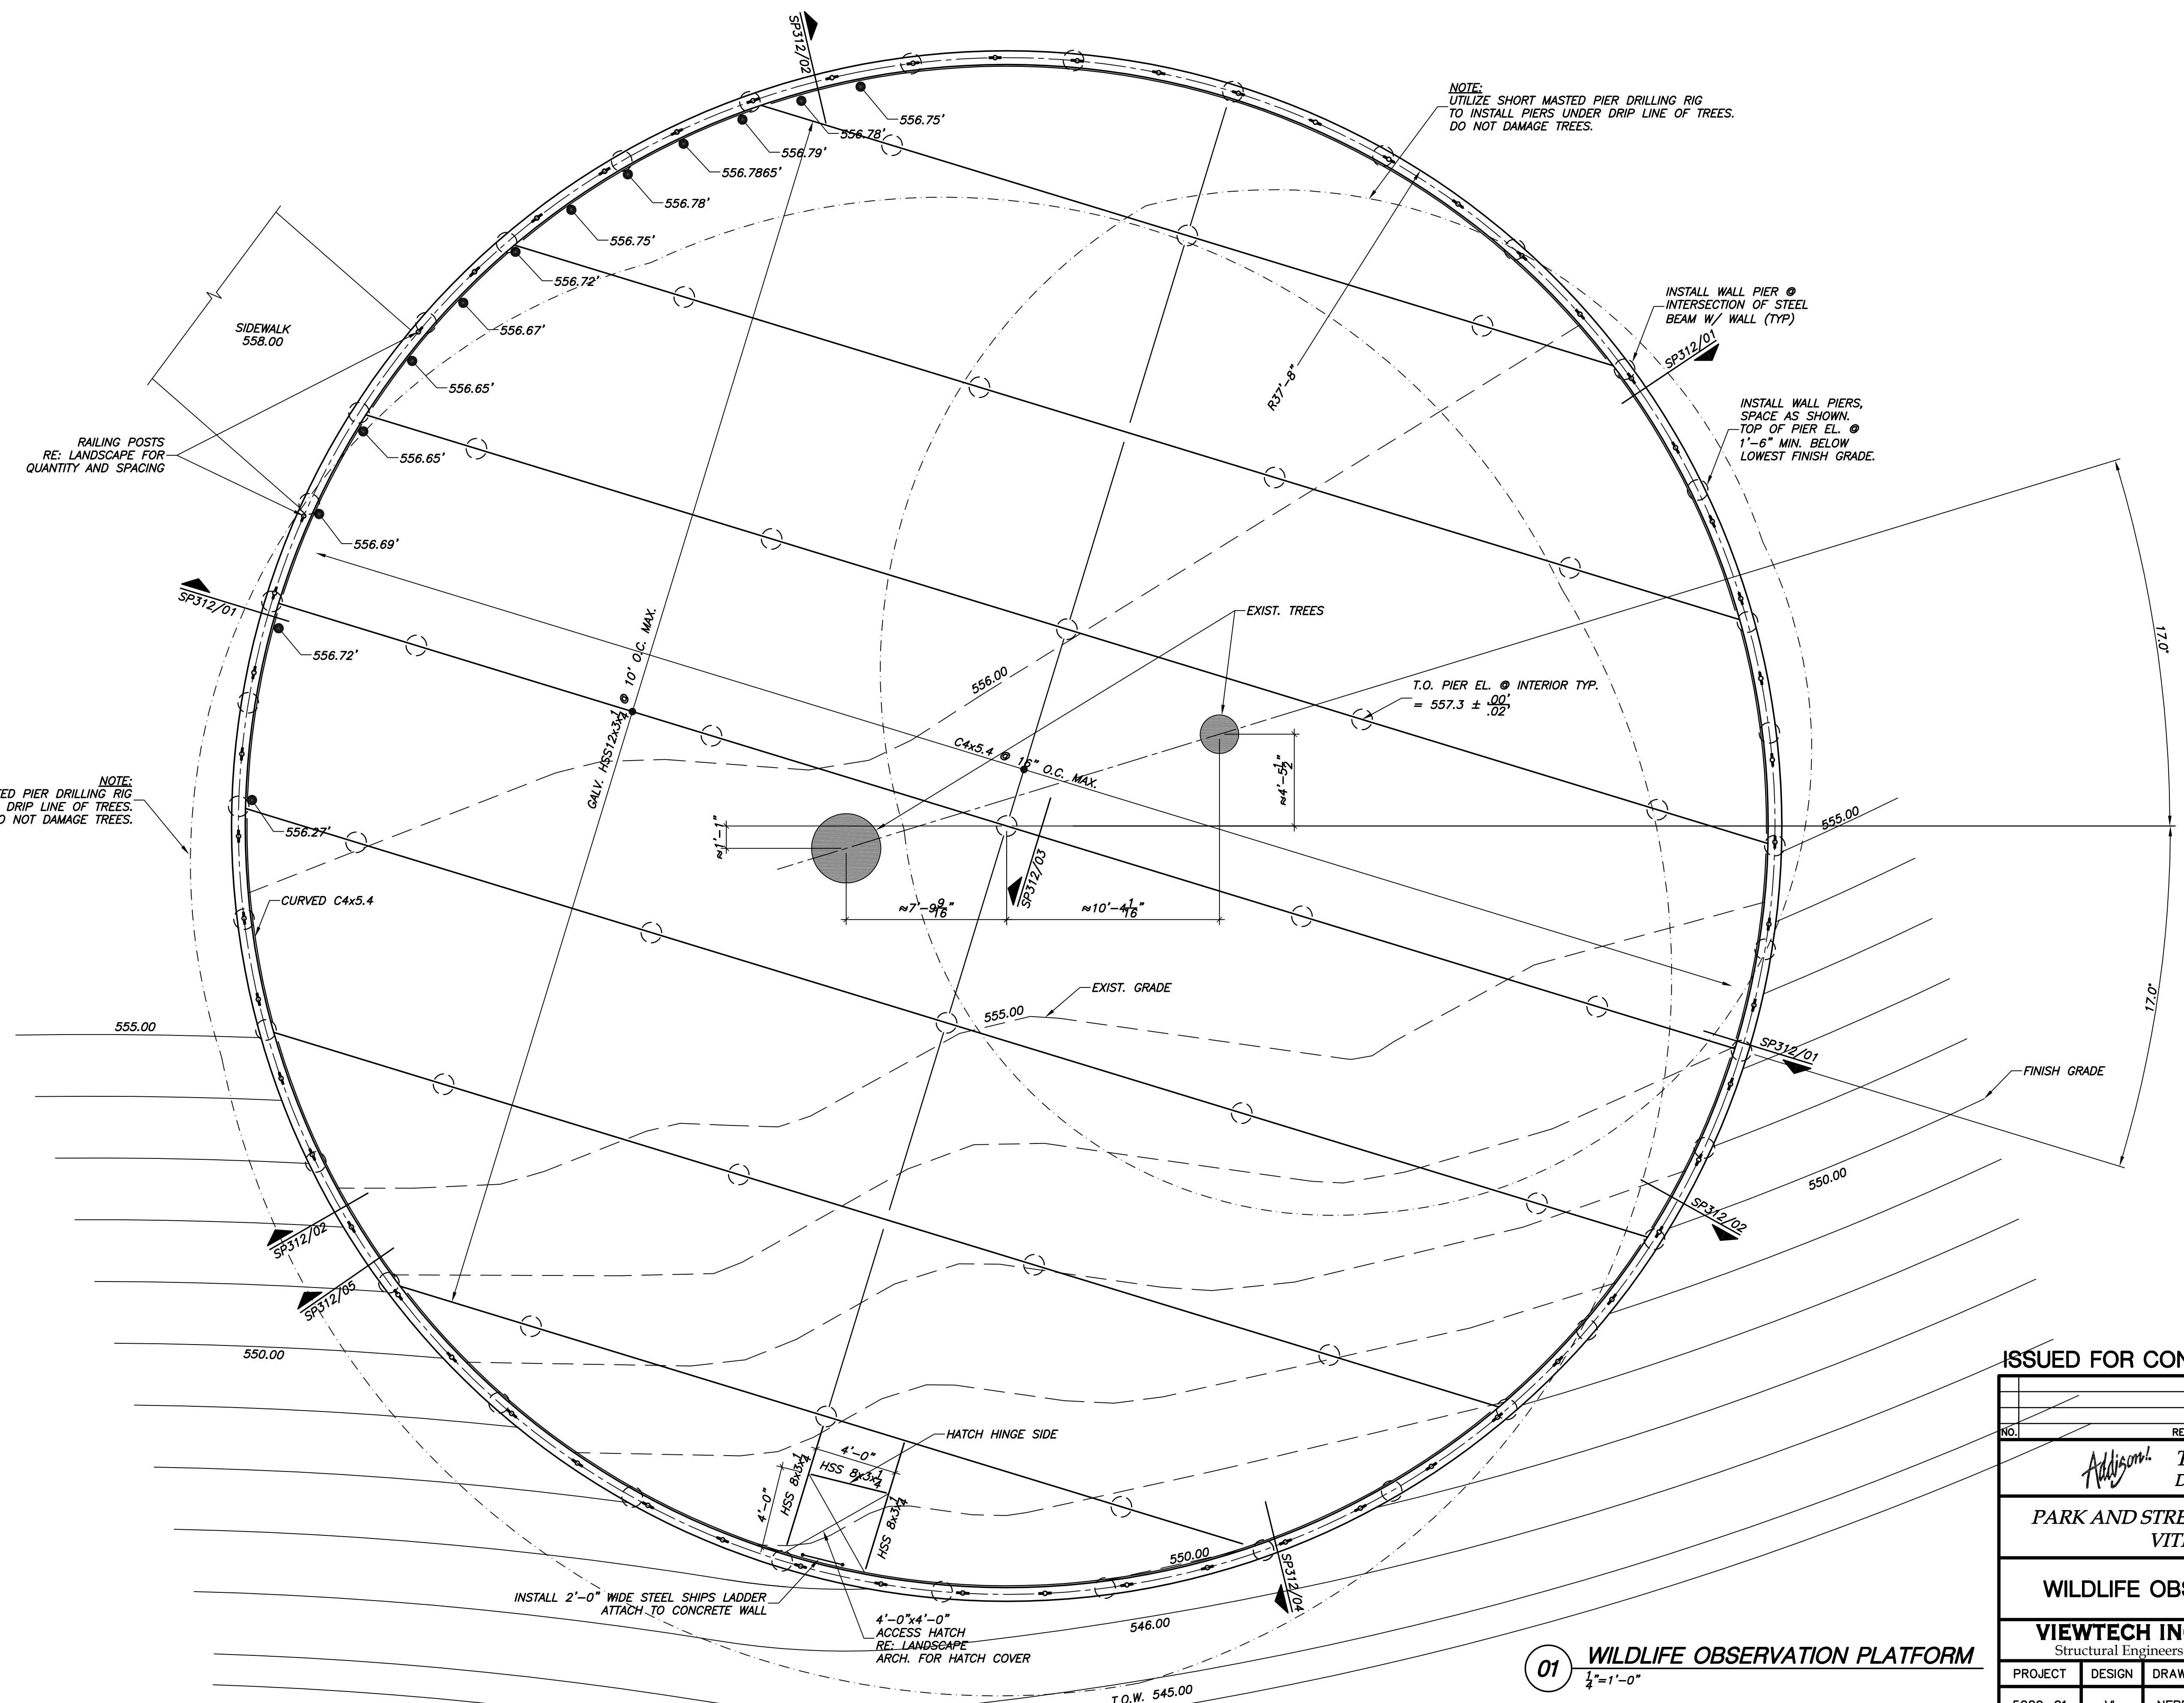 SP312/02
NOTE:
UTILIZE SHORT MASTED PIER DRILLING RIG
TO INSTALL PIERS UNDER DRIP LINE OF TREES.
DO NOT DAMAGE TREES.
556.75'
556.78'
556.79'
556.7865'
556.78'
556.75'
556.72'
556.67'
556.65'
556.65'
556.69'
556.72'
556.27'
SIDEWALK
558.00
INSTALL WALL PIER @
INTERSECTION OF STEEL
BEAM W/ WALL (TYP)
SP312/01
R37'-8"
INSTALL WALL PIERS,
SPACE AS SHOWN.
TOP OF PIER EL. @
1'-6" MIN. BELOW
LOWEST FINISH GRADE.
RAILING POSTS
RE: LANDSCAPE FOR
QUANTITY AND SPACING
SP312/01
EXIST. TREES
17.0°
GALV. HSS12x3x1/4 @ 10' O.C. MAX.
556.00
T.O. PIER EL. @ INTERIOR TYP.
= 557.3 ± .00'
.02'
C4x5.4 @ 16" O.C. MAX.
NOTE:
TED PIER DRILLING RIG
DRIP LINE OF TREES.
O NOT DAMAGE TREES.
≈4'-5 1/2"
≈1'-1"
555.00
SP312/03
CURVED C4x5.4
≈7'-9 9/16"
≈10'-4 1/16"
EXIST. GRADE
555.00
17.0°
555.00
SP312/01
FINISH GRADE
550.00
SP312/02
SP312/02
SP312/05
550.00
ISSUED FOR CON
NO.
RE
Addison!
T
D
PARK AND STRE
VIT
WILDLIFE OBS
VIEWTECH IN
Structural Engineers
PROJECT
DESIGN
DRAW
HATCH HINGE SIDE
4'-0"
HSS 8x3x1/4
HSS 8x3x1/4
4'-0"
HSS 8x3x1/4
550.00
SP312/04
INSTALL 2'-0" WIDE STEEL SHIPS LADDER
ATTACH TO CONCRETE WALL
4'-0"x4'-0"
ACCESS HATCH
RE: LANDSCAPE
ARCH. FOR HATCH COVER
546.00
01
WILDLIFE OBSERVATION PLATFORM
1/4"=1'-0"
T.O.W. 545.00